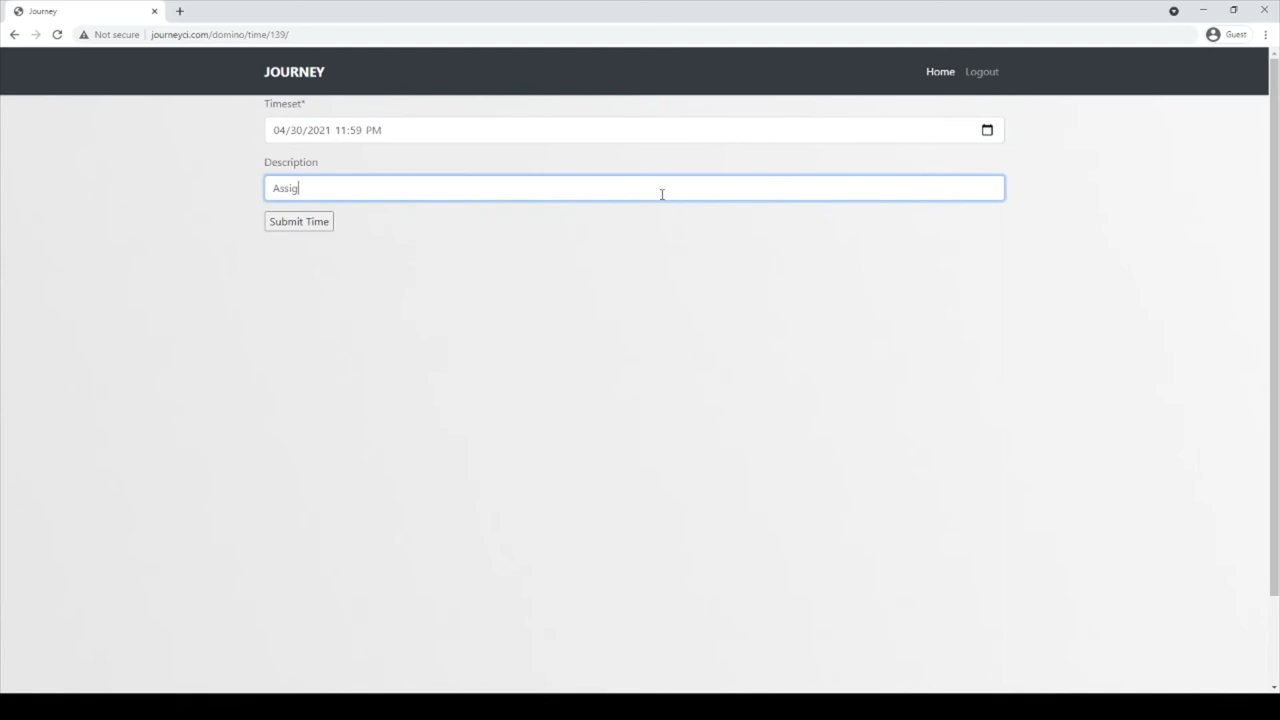 Journey
Not secure journeyci.com/domino/time/139/ Guest
JOURNEY Home Logout
Timeset*
04/30/2021 11:59 PM
Description
Assig
Submit Time